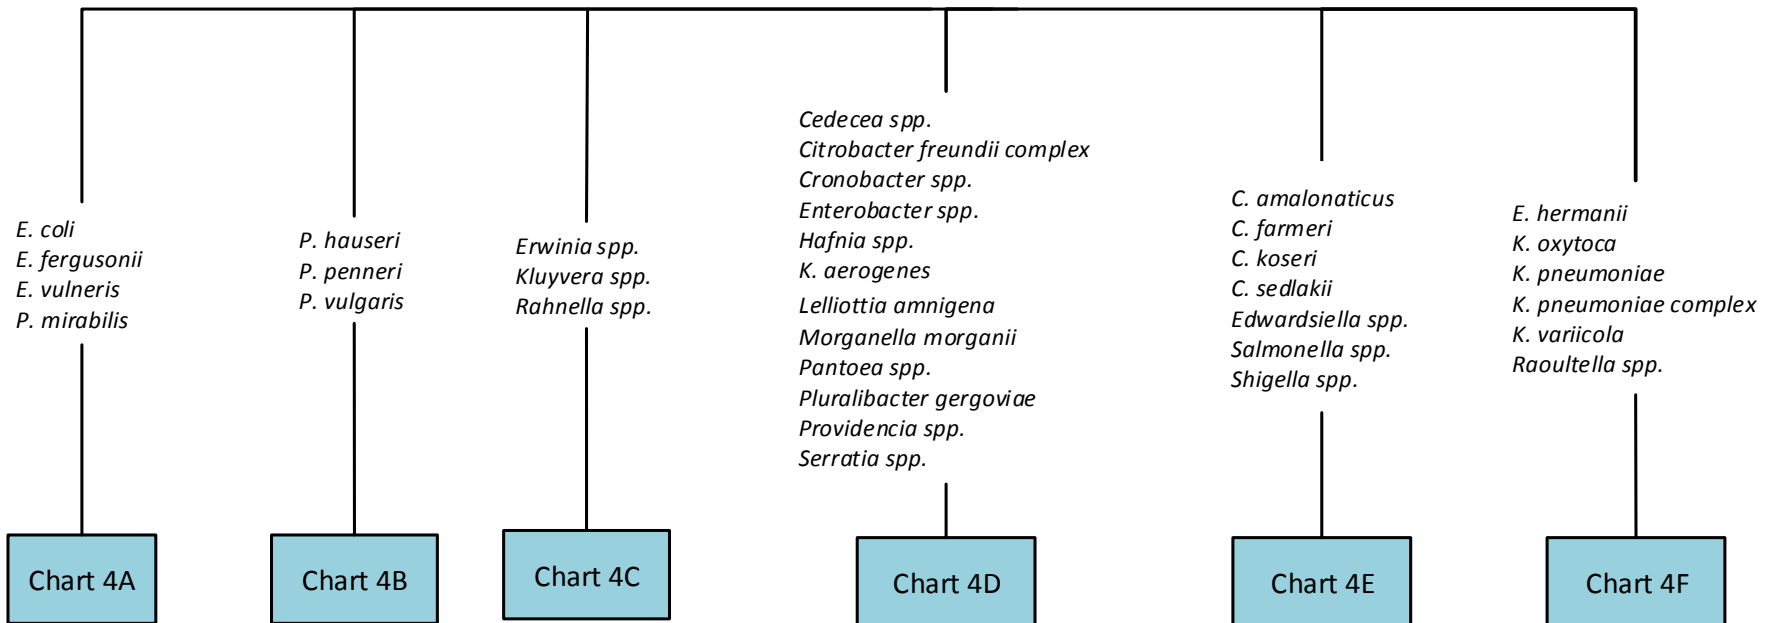 E. coli
E. fergusonii
E. vulneris
P. mirabilis
Chart 4A
P. hauseri
P. penneri
P. vulgaris
Chart 4B
Erwinia spp.
Kluyvera spp.
Rahnella spp.
Chart 4C
Cedecea spp.
Citrobacter freundii complex
Cronobacter spp.
Enterobacter spp.
Hafnia spp.
K. aerogenes
Lelliottia amnigena
Morganella morganii
Pantoea spp.
Pluralibacter gergoviae
Providencia spp.
Serratia spp.
Chart 4D
C. amalonaticus
C. farmeri
C. koseri
C. sedlakii
Edwardsiella spp.
Salmonella spp.
Shigella spp.
Chart 4E
E. hermanii
K. oxytoca
K. pneumoniae
K. pneumoniae complex
K. variicola
Raoultella spp.
Chart 4F